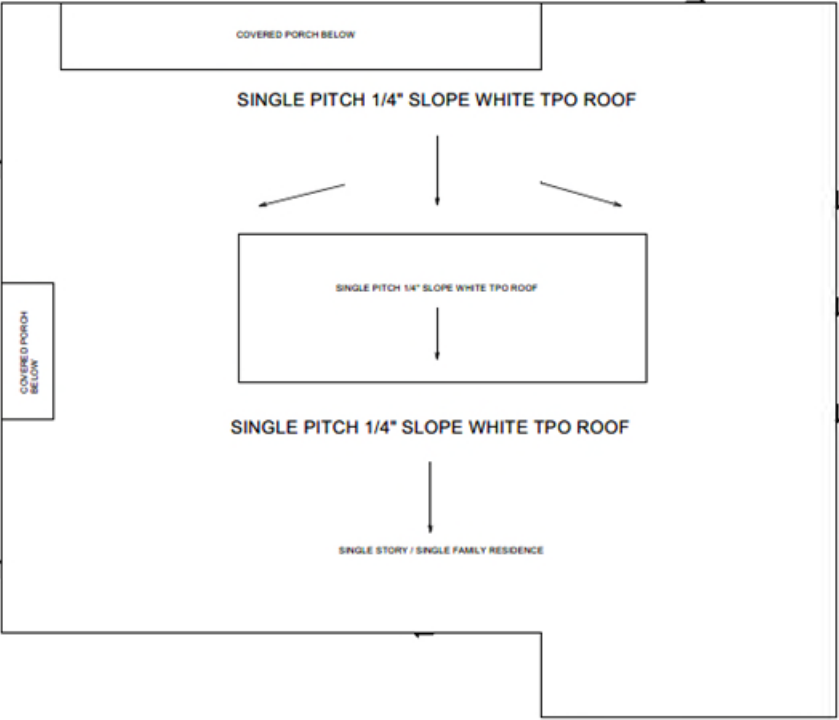 COVERED PORCH BELOW
SINGLE PITCH 1/4" SLOPE WHITE TPO ROOF
SINGLE PITCH 1/4" SLOPE WHITE TPO ROOF
COVERED PORCH
BELOW
SINGLE PITCH 1/4" SLOPE WHITE TPO ROOF
SINGLE STORY / SINGLE FAMILY RESIDENCE